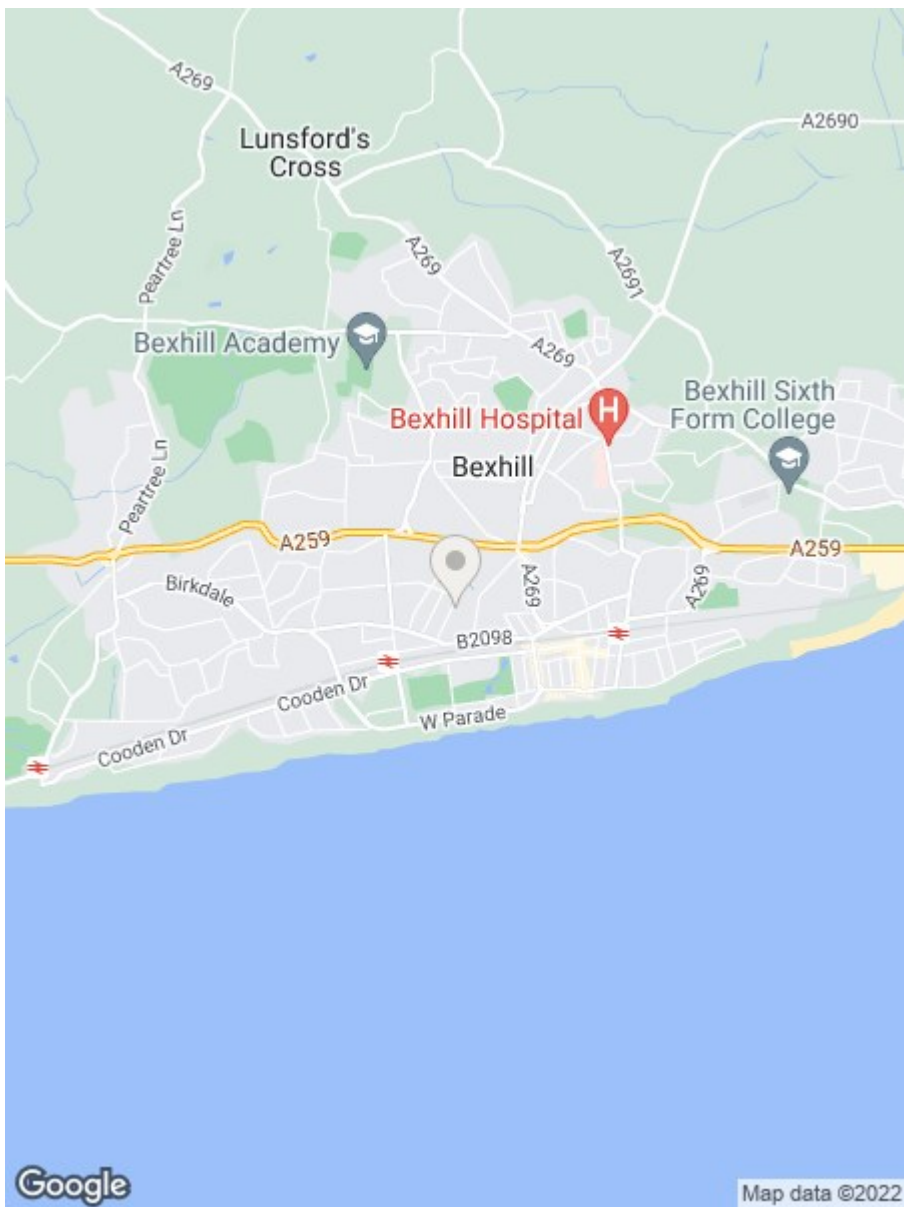 A269
A2690
Lunsford's
Cross
Peartree Ln
A269
A2691
Bexhill Academy
A269
Bexhill Sixth
Form College
Bexhill Hospital
H
Bexhill
Peartree Ln
A259
A259
Birkdale
A269
A269
B2098
Cooden Dr
W Parade
Cooden Dr
Google
Map data ©2022